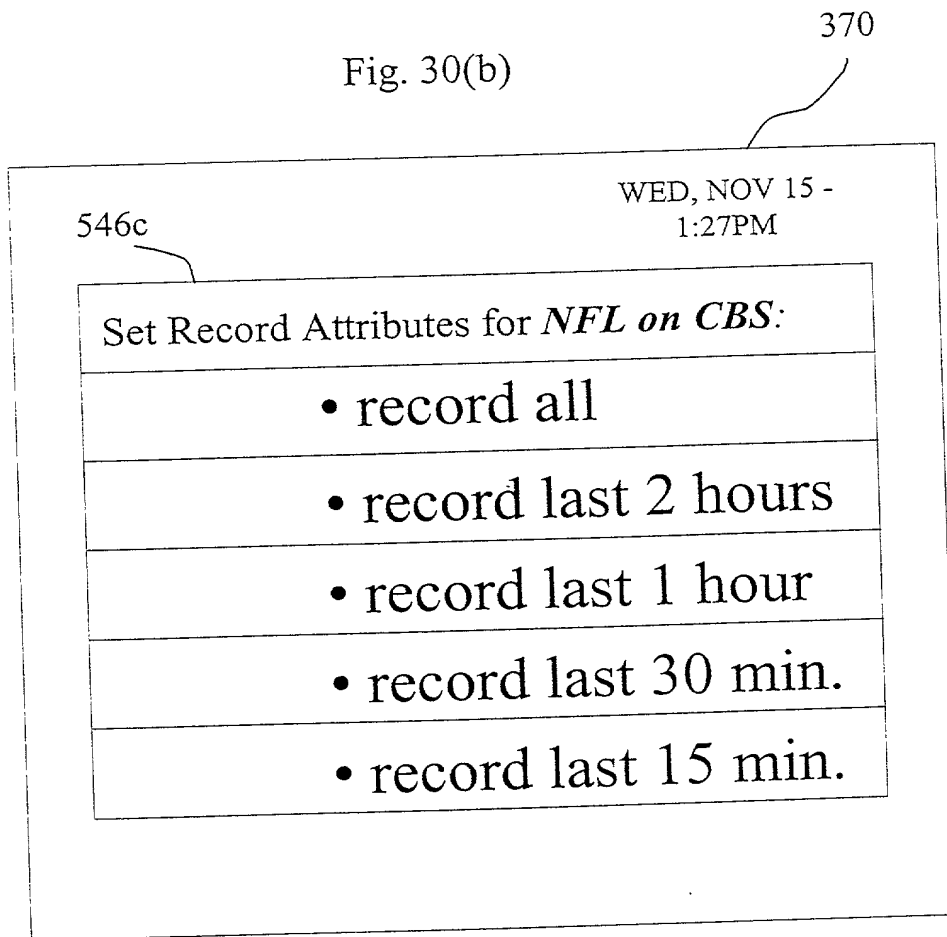 370
Fig. 30(b)
WED, NOV 15 -
1:27PM
546c
Set Record Attributes for NFL on CBS:
• record all
• record last 2 hours
• record last 1 hour
• record last 30 min.
• record last 15 min.